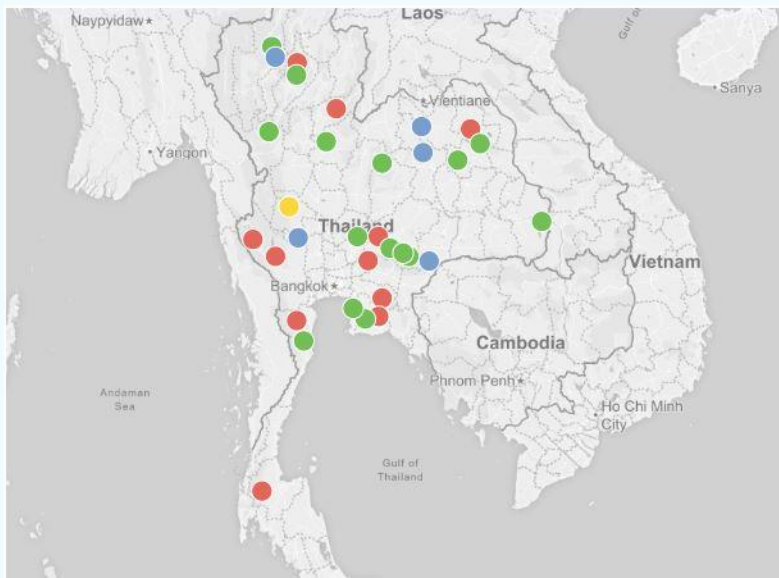 Laos
Naypyidaw
Gulf of
Sanya
Vientiane
Yangon
Thailand
Vietnam
Bangkok
Cambodia
Phnom Penh
Andaman
Sea
Ho Chi Minh
City
Gulf of
Thailand